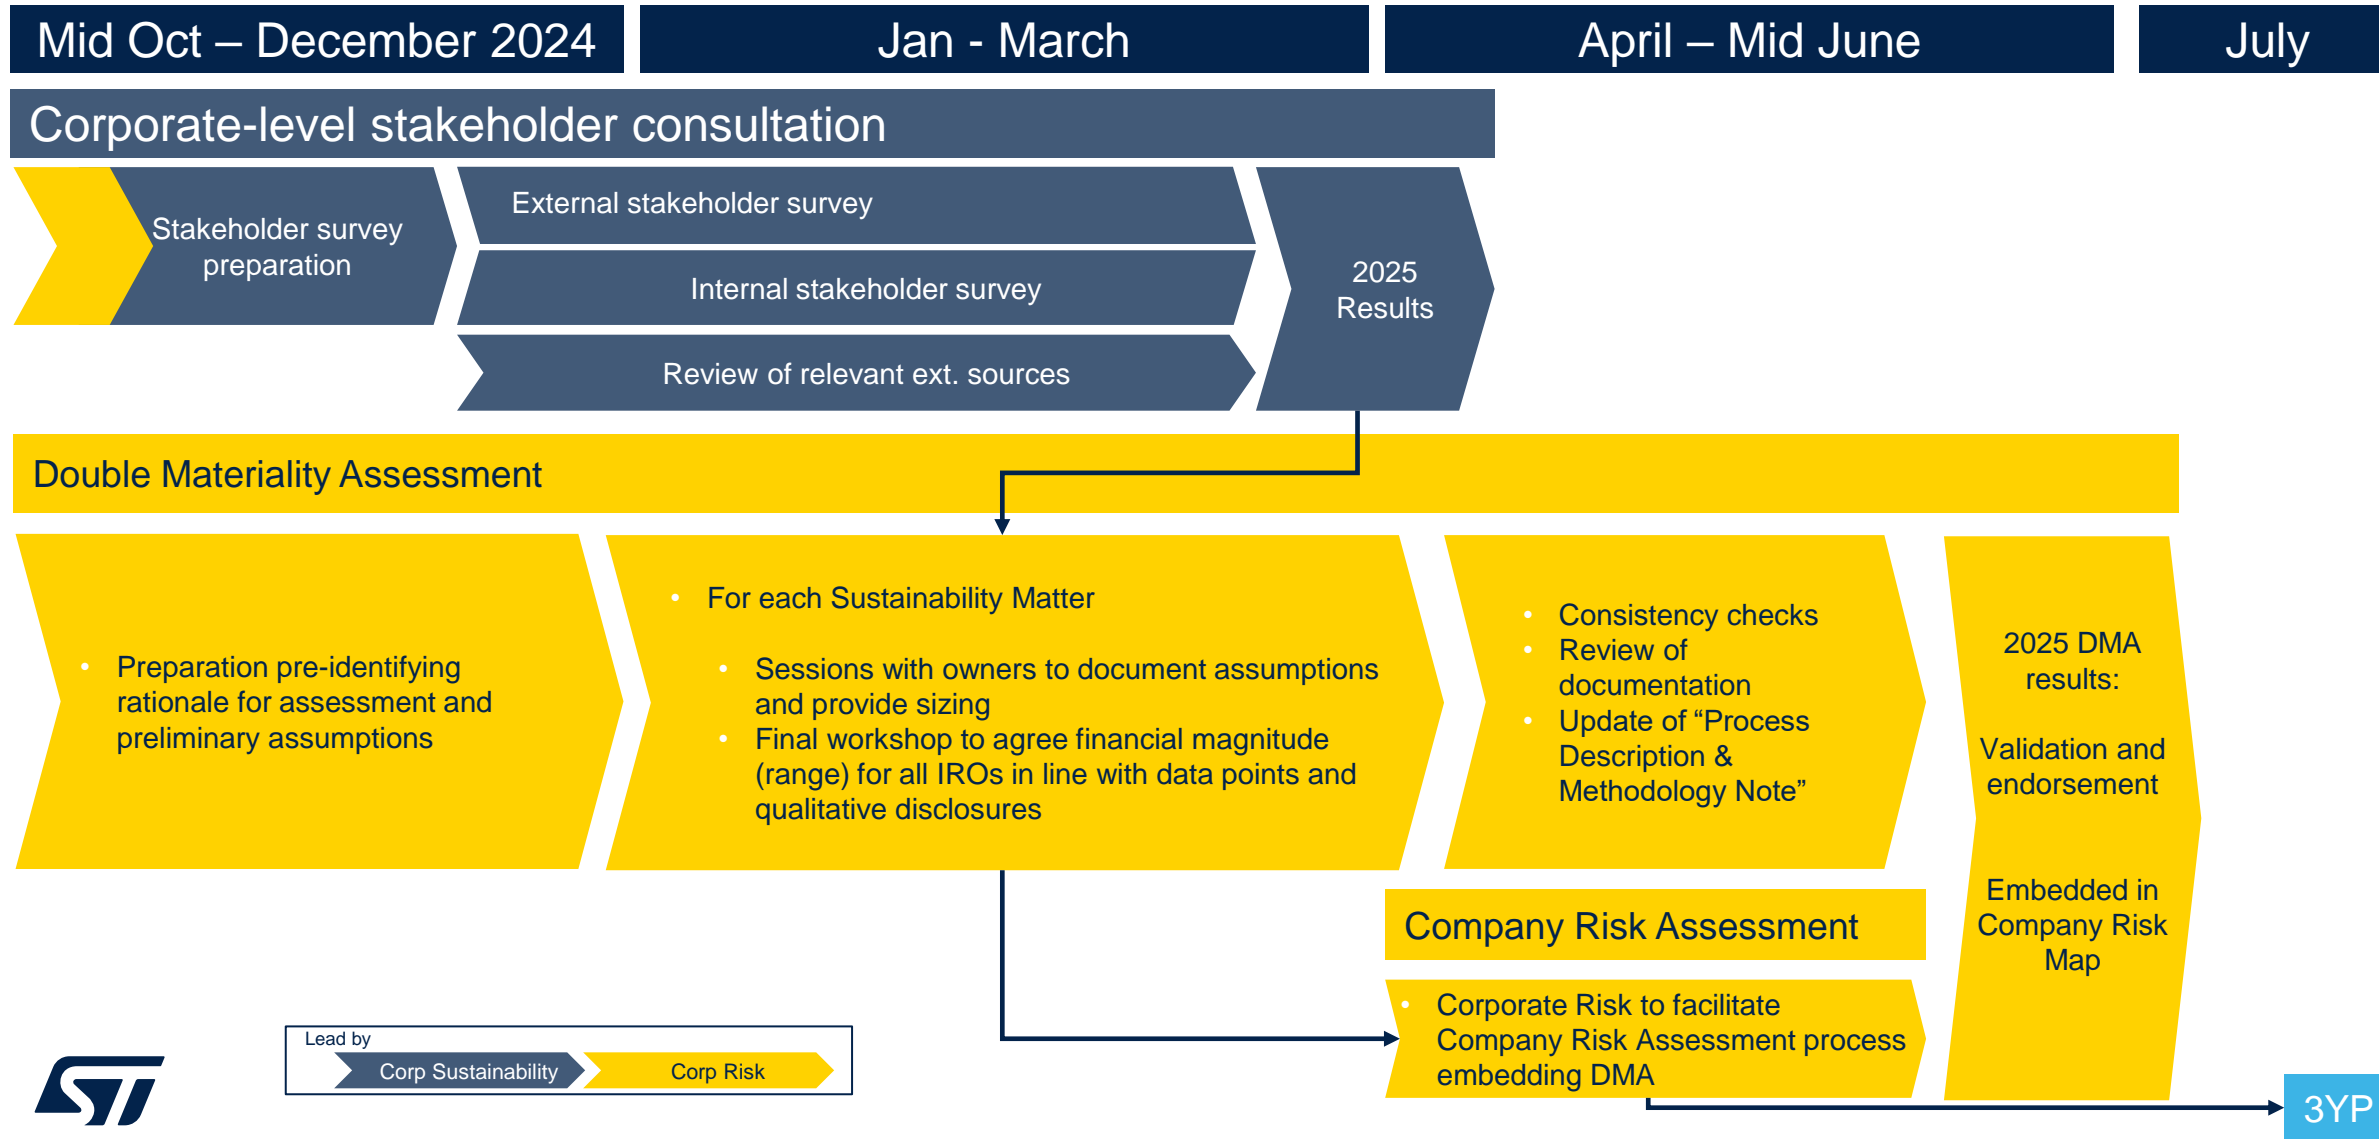 Mid Oct – December 2024
Jan - March
April – Mid June
July
Corporate-level stakeholder consultation
Stakeholder survey
preparation
External stakeholder survey
Internal stakeholder survey
Review of relevant ext. sources
2025
Results
Double Materiality Assessment
• Preparation pre-identifying
rationale for assessment and
preliminary assumptions
• For each Sustainability Matter
• Sessions with owners to document assumptions
and provide sizing
• Final workshop to agree financial magnitude
(range) for all IROs in line with data points and
qualitative disclosures
• Consistency checks
• Review of
documentation
• Update of “Process
Description &
Methodology Note”
2025 DMA
results:
Validation and
endorsement
Embedded in
Company Risk
Map
Company Risk Assessment
• Corporate Risk to facilitate
Company Risk Assessment process
embedding DMA
Lead by
Corp Sustainability
Corp Risk
ST
3YP